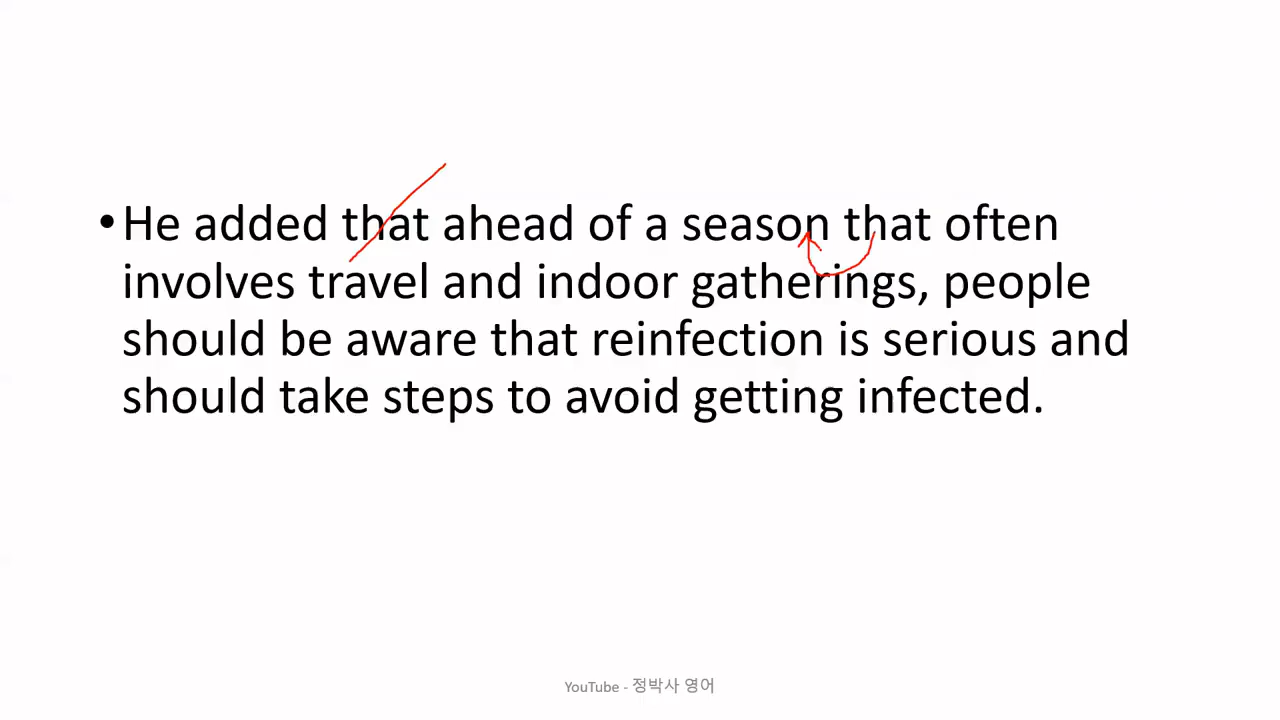 •He added that ahead of a season that often
involves travel and indoor gatherings, people
should be aware that reinfection is serious and
should take steps to avoid getting infected.
YouTube - 정박사 영어